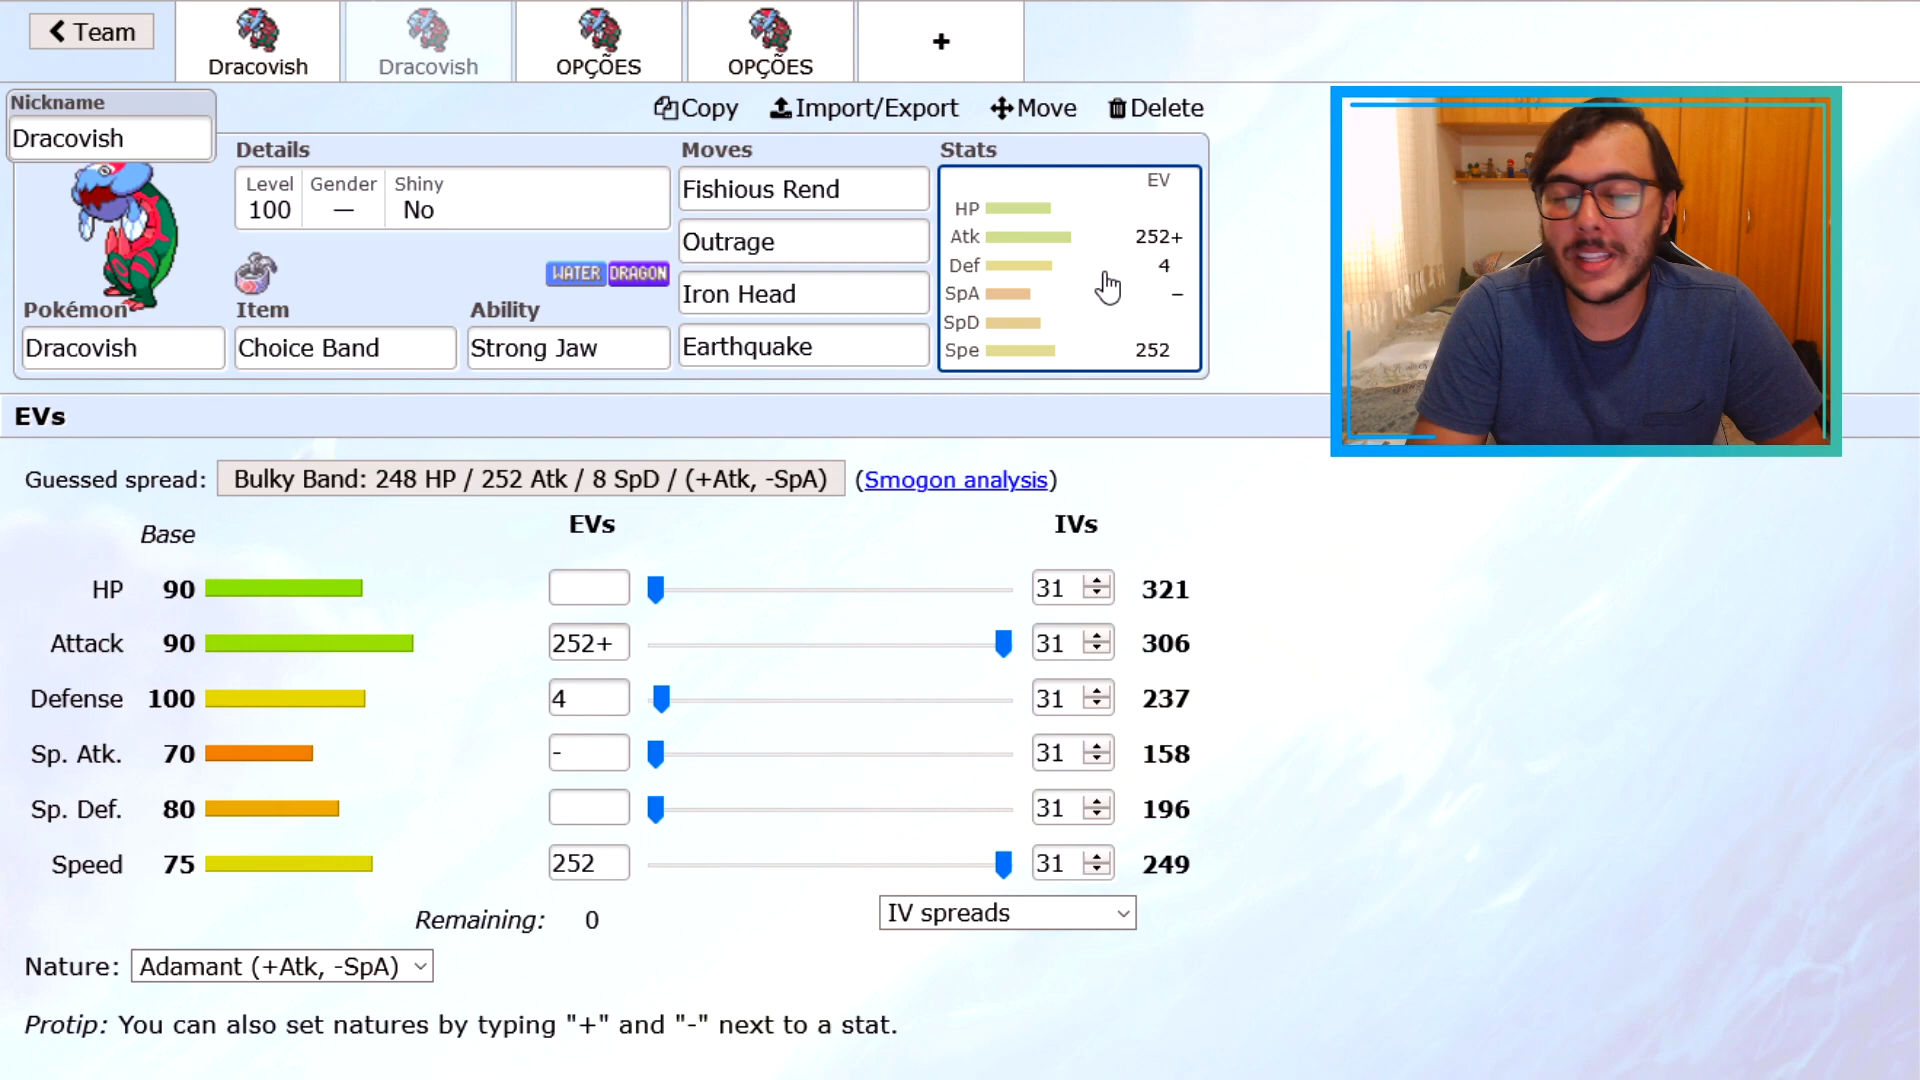 Team
Dracovish
Dracovish
OPÇÕES
OPÇÕES
+
Nickname
Dracovish
Copy
Import/Export
Move
Delete
Details
Level
100
Gender
—
Shiny
No
WATER DRAGON
Pokémon
Dracovish
Item
Choice Band
Ability
Strong Jaw
Moves
Fishious Rend
Outrage
Iron Head
Earthquake
Stats
EV
HP
Atk 252+
Def 4
SpA –
SpD
Spe 252
EVs
Guessed spread: Bulky Band: 248 HP / 252 Atk / 8 SpD / (+Atk, -SpA) (Smogon analysis)
Base EVs IVs
HP 90 31 321
Attack 90 252+ 31 306
Defense 100 4 31 237
Sp. Atk. 70 - 31 158
Sp. Def. 80 31 196
Speed 75 252 31 249
Remaining: 0 IV spreads
Nature: Adamant (+Atk, -SpA)
Protip: You can also set natures by typing "+" and "-" next to a stat.